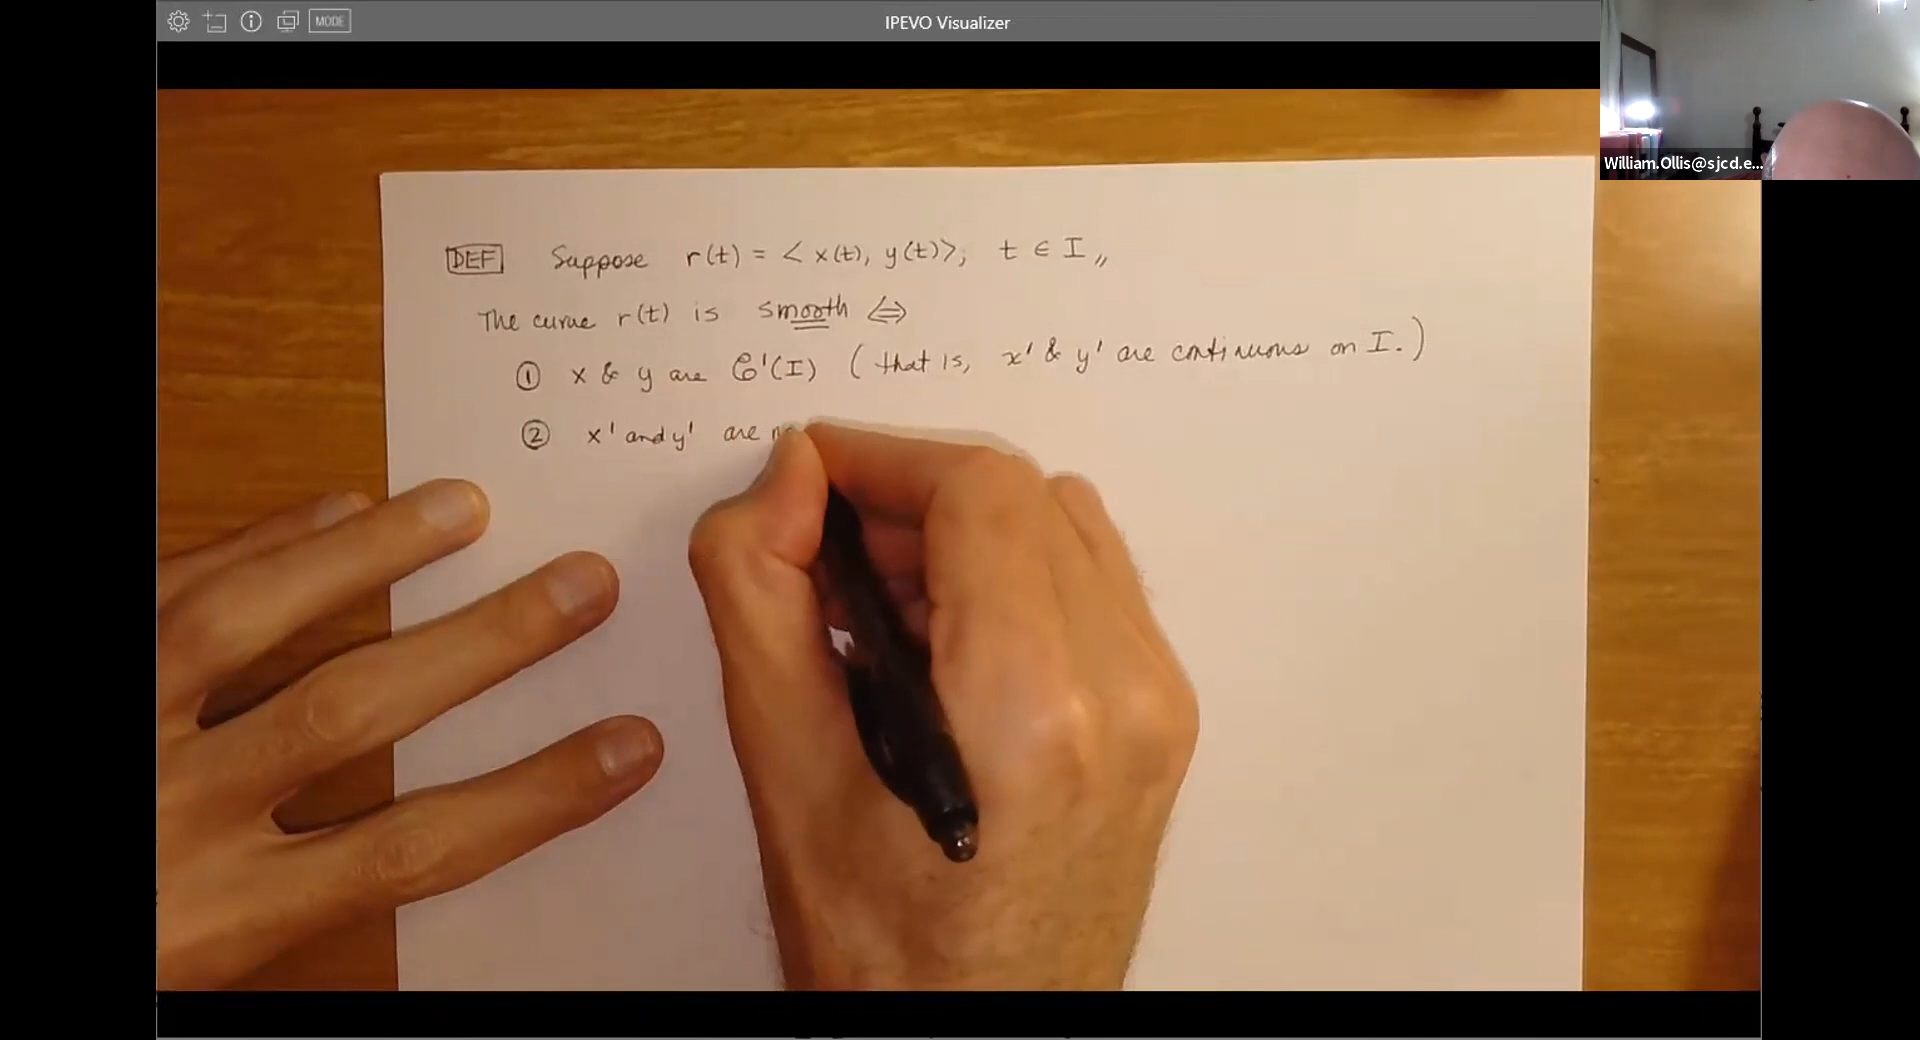 MODE
IPEVO Visualizer
William.Ollis@sjcd.e...
DEF Suppose r(t) = < x(t), y(t)>; t ∈ I,,
The curve r(t) is smooth ⇔
① x & y are C'(I) (that is, x' & y' are continuous on I.)
② x' and y' are